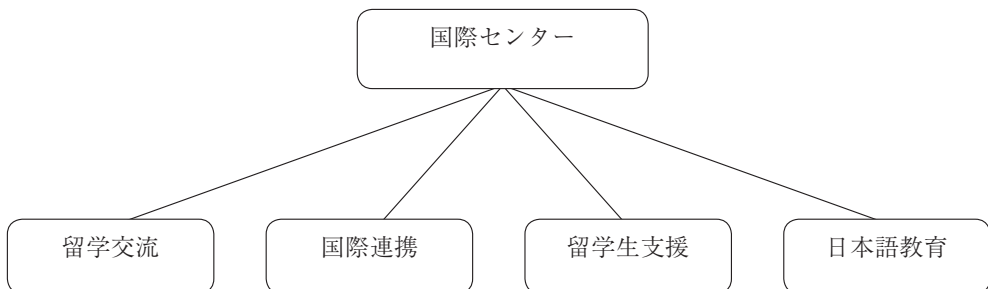 国際センター
留学交流
国際連携
留学生支援
日本語教育